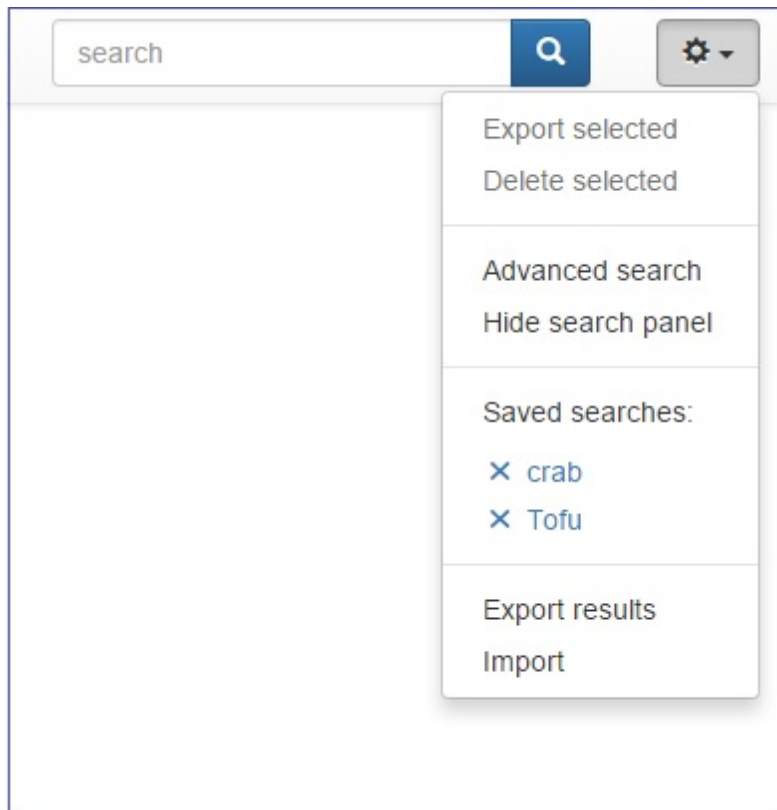 search
Export selected
Delete selected
Advanced search
Hide search panel
Saved searches:
crab
Tofu
Export results
Import